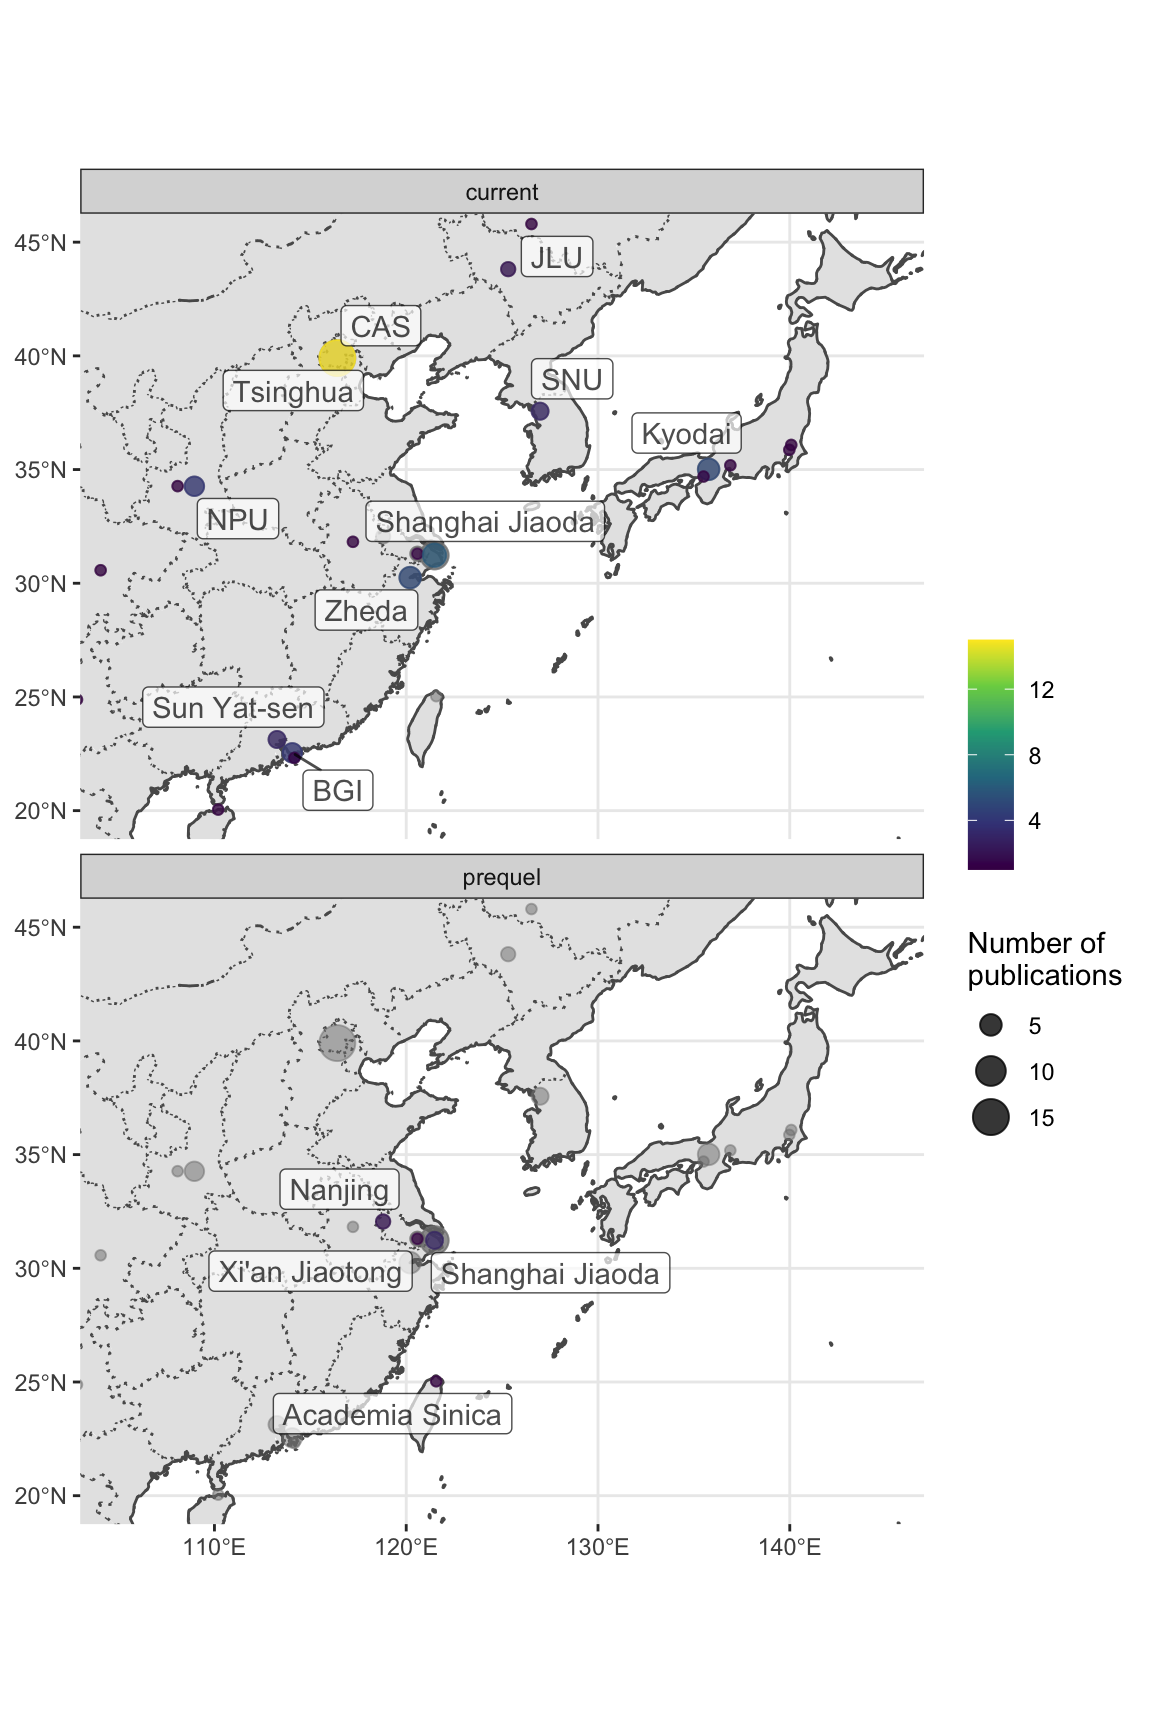 current
45°N
40°N
35°N
30°N
25°N
20°N
JLU
CAS
Tsinghua
SNU
Kyodai
NPU
Shanghai Jiaoda
Zheda
Sun Yat-sen
BGI
12
8
4
Number of
publications
5
10
15
prequel
45°N
40°N
35°N
30°N
25°N
20°N
Nanjing
Xi'an Jiaotong
Shanghai Jiaoda
Academia Sinica
110°E
120°E
130°E
140°E